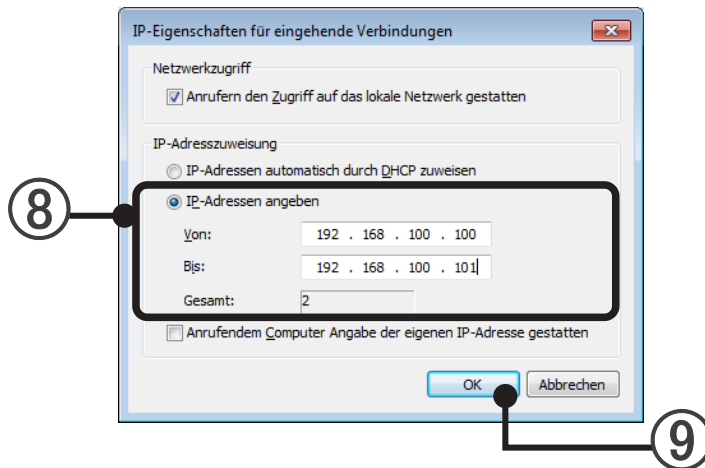 IP-Eigenschaften für eingehende Verbindungen
Netzwerkzugriff
Anrufern den Zugriff auf das lokale Netzwerk gestatten
IP-Adresszuweisung
IP-Adressen automatisch durch DHCP zuweisen
8
IP-Adressen angeben
Von: 192 . 168 . 100 . 100
Bis: 192 . 168 . 100 . 101
Gesamt: 2
Anrufendem Computer Angabe der eigenen IP-Adresse gestatten
OK Abbrechen
9